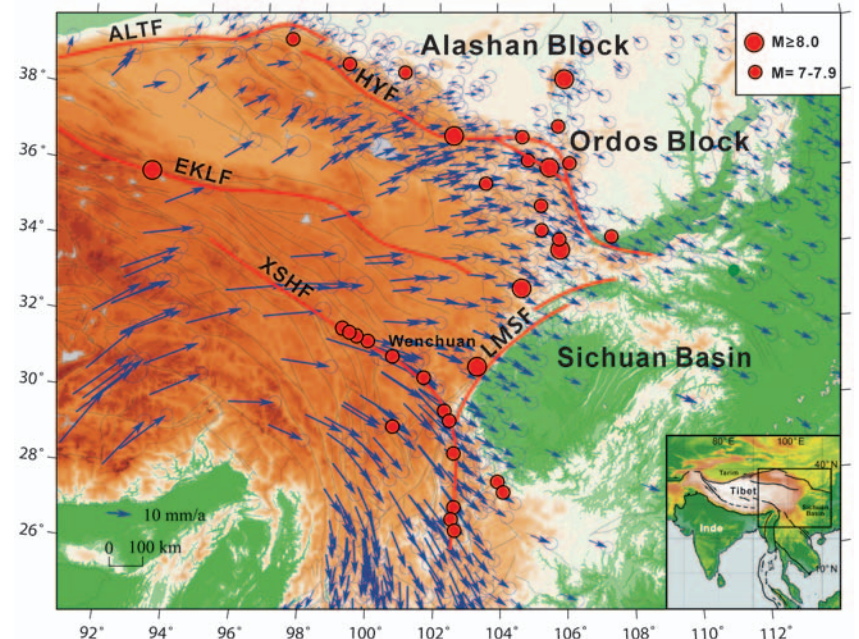 ALTF
Alashan Block
M≥8.0
M= 7-7.9
38°
HYF
Ordos Block
36°
EKLF
34°
XSHF
32°
Wenchuan
LMSF
Sichuan Basin
30°
28°
80°E
100°E
Tarim
40°N
Tibet
Sichuan
Basin
10 mm/a
Inde
26°
0 100 km
10°N
92°
94°
96°
98°
100°
102°
104°
106°
108°
110°
112°